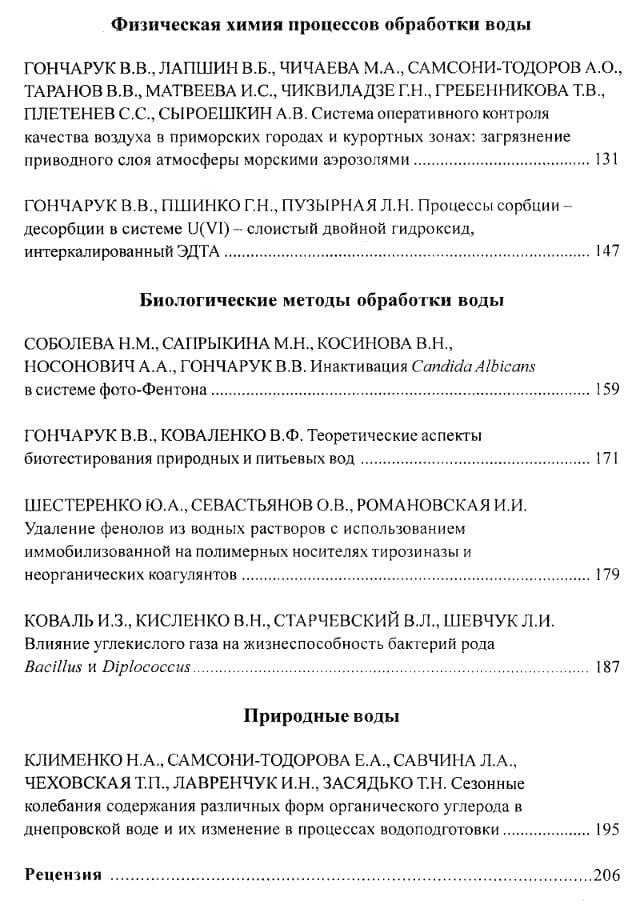 Физическая химия процессов обработки воды
ГОНЧАРУК В.В., ЛАПШИН В.Б., ЧИЧАЕВА М.А., САМСОНИ-ТОДОРОВ А.О.,
ТАРАНОВ В.В., МАТВЕЕВА И.С., ЧИКВИЛАДЗЕ Г.Н., ГРЕБЕННИКОВА Т.В.,
ПЛЕТЕНЕВ С.С., СЫРОЕШКИН А.В. Система оперативного контроля
качества воздуха в приморских городах и курортных зонах: загрязнение
приводного слоя атмосферы морскими аэрозолями ........................................ 131
ГОНЧАРУК В.В., ПШИНКО Г.Н., ПУЗЫРНАЯ Л.Н. Процессы сорбции –
десорбции в системе U(VI) – слоистый двойной гидроксид,
интеркалированный ЭДТА ........................................ 147
Биологические методы обработки воды
СОБОЛЕВА Н.М., САПРЫКИНА М.Н., КОСИНОВА В.Н.,
НОСОНОВИЧ А.А., ГОНЧАРУК В.В. Инактивация Candida Albicans
в системе фото-Фентона ........................................ 159
ГОНЧАРУК В.В., КОВАЛЕНКО В.Ф. Теоретические аспекты
биотестирования природных и питьевых вод ........................................ 171
ШЕСТЕРЕНКО Ю.А., СЕВАСТЬЯНОВ О.В., РОМАНОВСКАЯ И.И.
Удаление фенолов из водных растворов с использованием
иммобилизованной на полимерных носителях тирозиназы и
неорганических коагулянтов ........................................ 179
КОВАЛЬ И.З., КИСЛЕНКО В.Н., СТАРЧЕВСКИЙ В.Л., ШЕВЧУК Л.И.
Влияние углекислого газа на жизнеспособность бактерий рода
Bacillus и Diplococcus ........................................ 187
Природные воды
КЛИМЕНКО Н.А., САМСОНИ-ТОДОРОВА Е.А., САВЧИНА Л.А.,
ЧЕХОВСКАЯ Т.П., ЛАВРЕНЧУК И.Н., ЗАСЯДЬКО Т.Н. Сезонные
колебания содержания различных форм органического углерода в
днепровской воде и их изменение в процессах водоподготовки .................... 195
Рецензия ........................................ 206